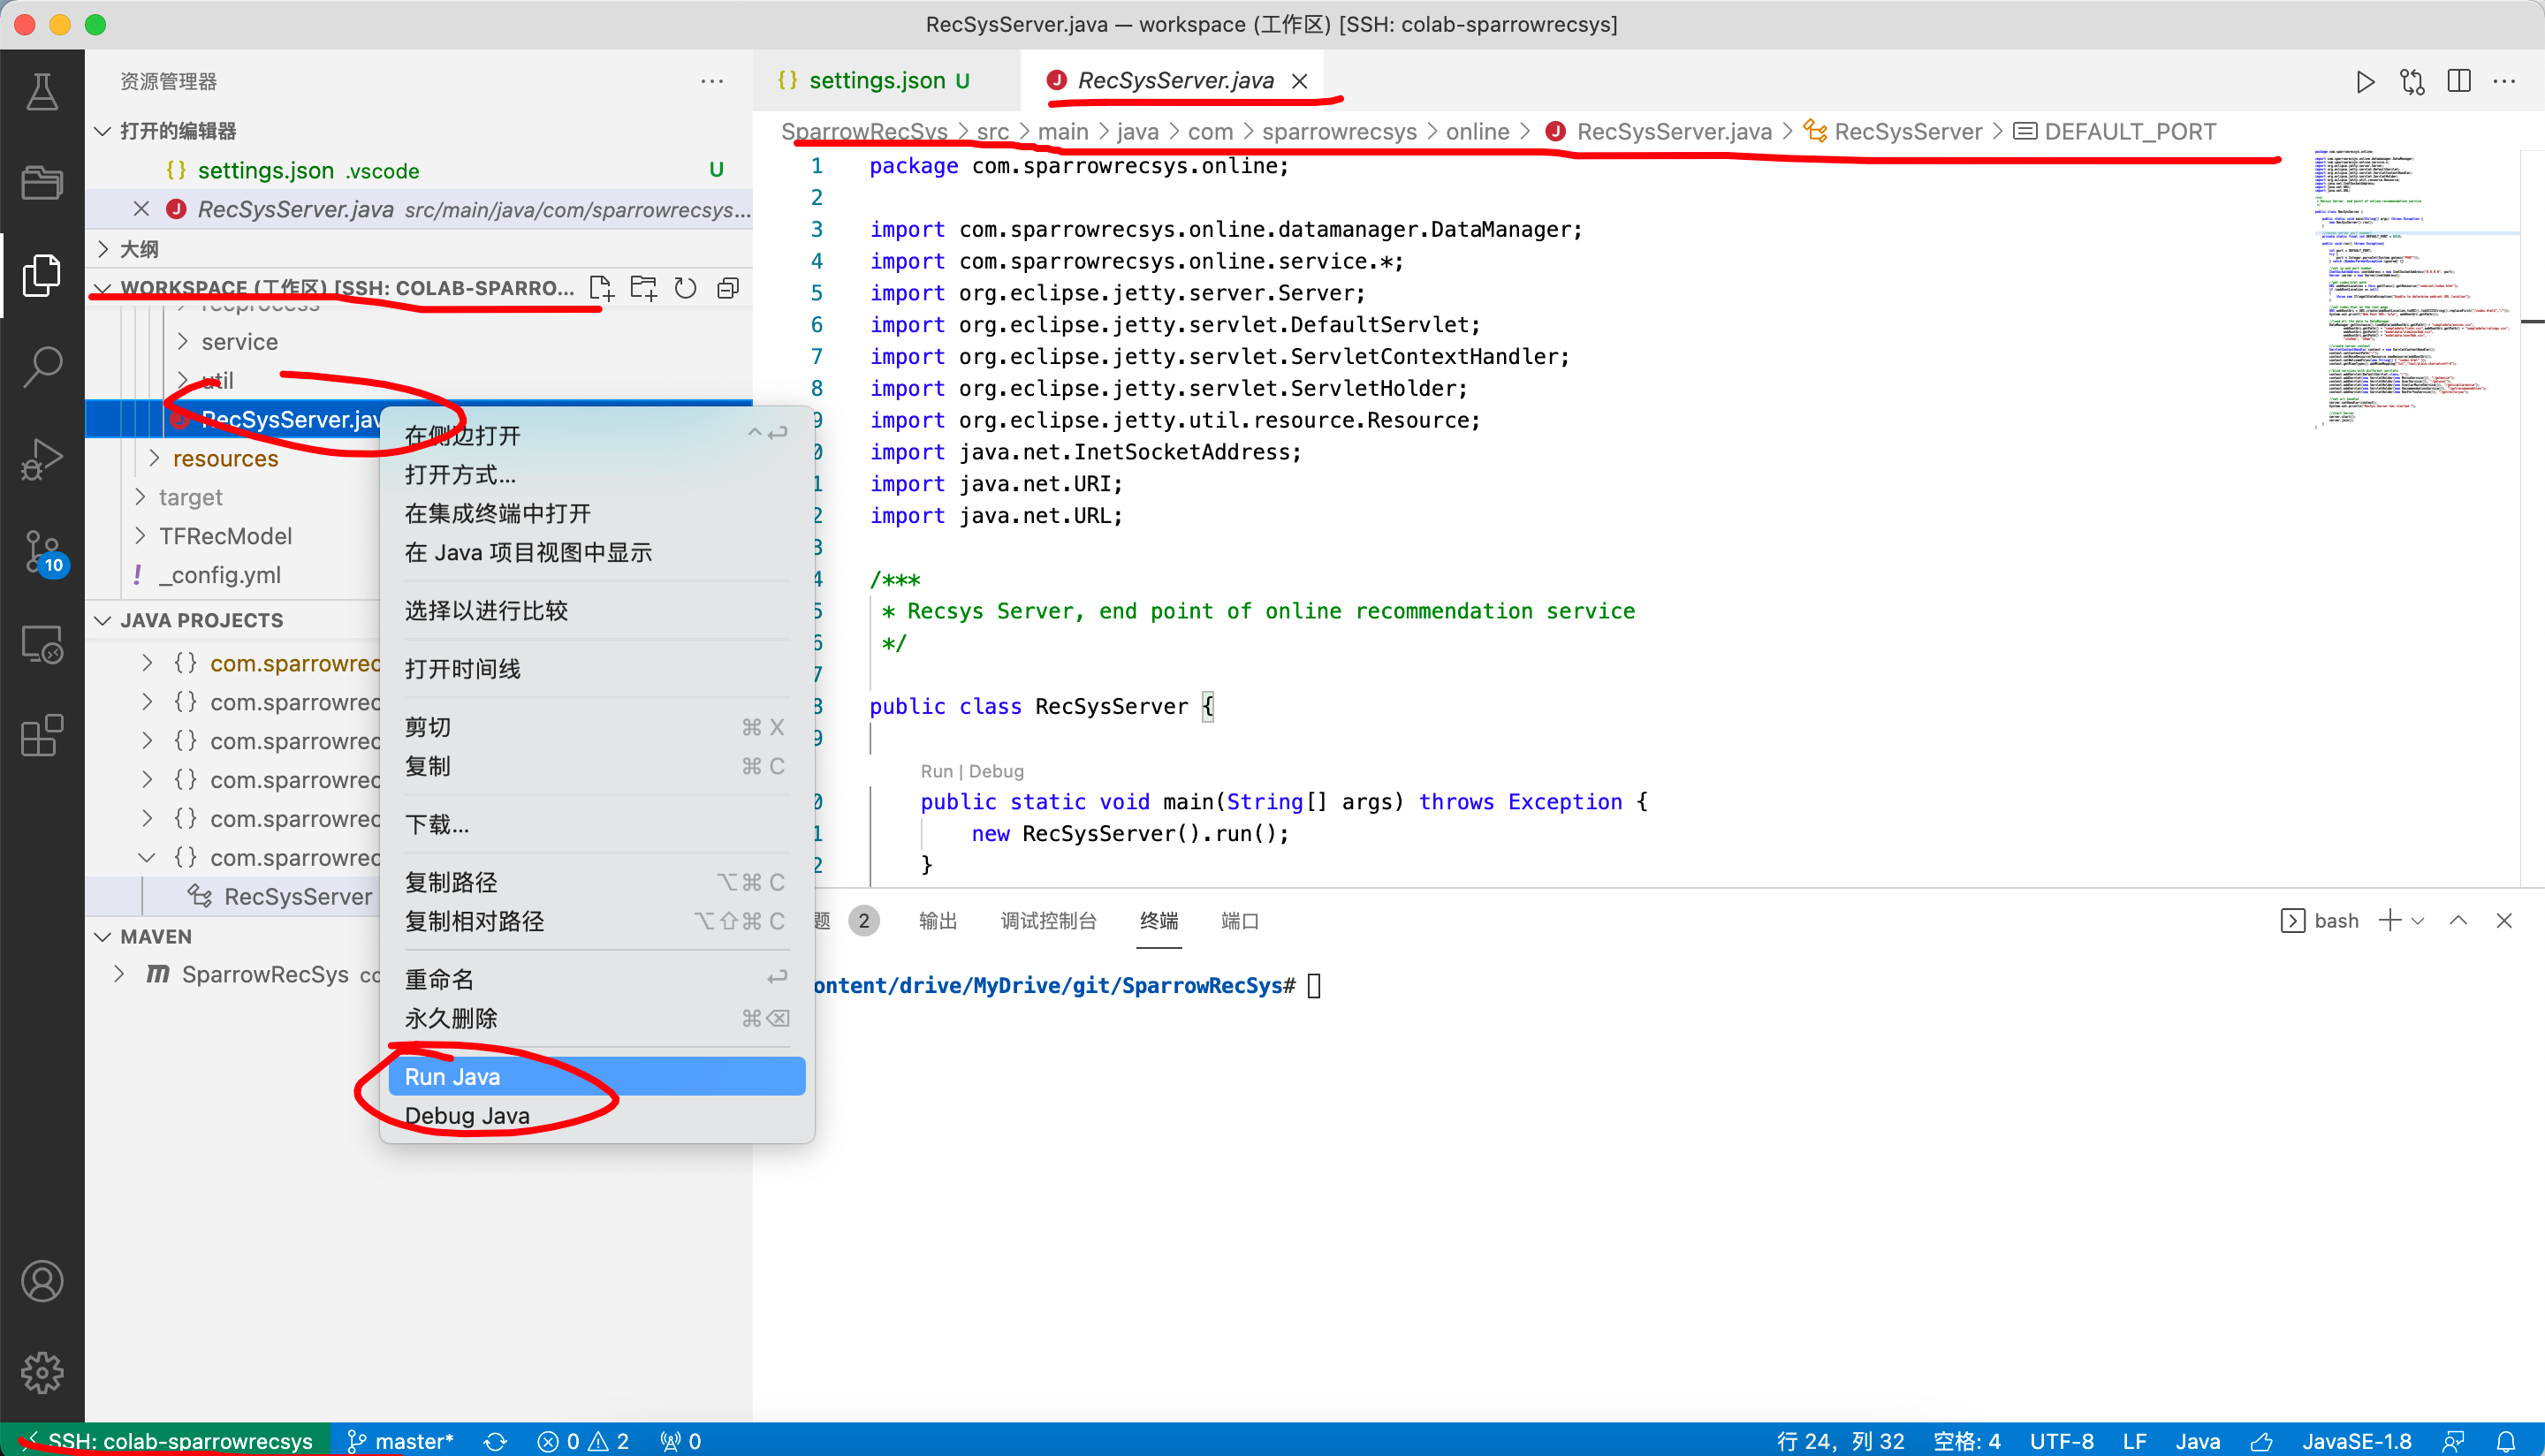 RecSysServer.java — workspace (工作区) [SSH: colab-sparrowrecsys]
资源管理器
打开的编辑器
{} settings.json .vscode U
RecSysServer.java src/main/java/com/sparrowrecsys...
大纲
WORKSPACE (工作区) [SSH: COLAB-SPARRO...
recprocess
service
util
RecSysServer.jav
resources
target
TFRecModel
! _config.yml
JAVA PROJECTS
{} com.sparrowrec
{} com.sparrowrec
{} com.sparrowrec
{} com.sparrowrec
{} com.sparrowrec
{} com.sparrowrec
RecSysServer
MAVEN
m SparrowRecSys co
10
在侧边打开 ^↩
打开方式...
在集成终端中打开
在 Java 项目视图中显示
选择以进行比较
打开时间线
剪切 ⌘ X
复制 ⌘ C
下载...
复制路径 ⌥⌘ C
复制相对路径 ⌥⇧⌘ C
重命名 ↩
永久删除 ⌘⌫
Run Java
Debug Java
{} settings.json U
RecSysServer.java
SparrowRecSys > src > main > java > com > sparrowrecsys > online > RecSysServer.java > RecSysServer > DEFAULT_PORT
1 package com.sparrowrecsys.online;
2
3 import com.sparrowrecsys.online.datamanager.DataManager;
4 import com.sparrowrecsys.online.service.*;
5 import org.eclipse.jetty.server.Server;
6 import org.eclipse.jetty.servlet.DefaultServlet;
7 import org.eclipse.jetty.servlet.ServletContextHandler;
8 import org.eclipse.jetty.servlet.ServletHolder;
9 import org.eclipse.jetty.util.resource.Resource;
0 import java.net.InetSocketAddress;
1 import java.net.URI;
2 import java.net.URL;
3
4 /***
5 * Recsys Server, end point of online recommendation service
6 */
7
8 public class RecSysServer {
9
Run | Debug
0 public static void main(String[] args) throws Exception {
1 new RecSysServer().run();
2 }
题 2 输出 调试控制台 终端 端口
bash
ontent/drive/MyDrive/git/SparrowRecSys#
SSH: colab-sparrowrecsys master* 0 2 0
行 24，列 32 空格: 4 UTF-8 LF Java JavaSE-1.8